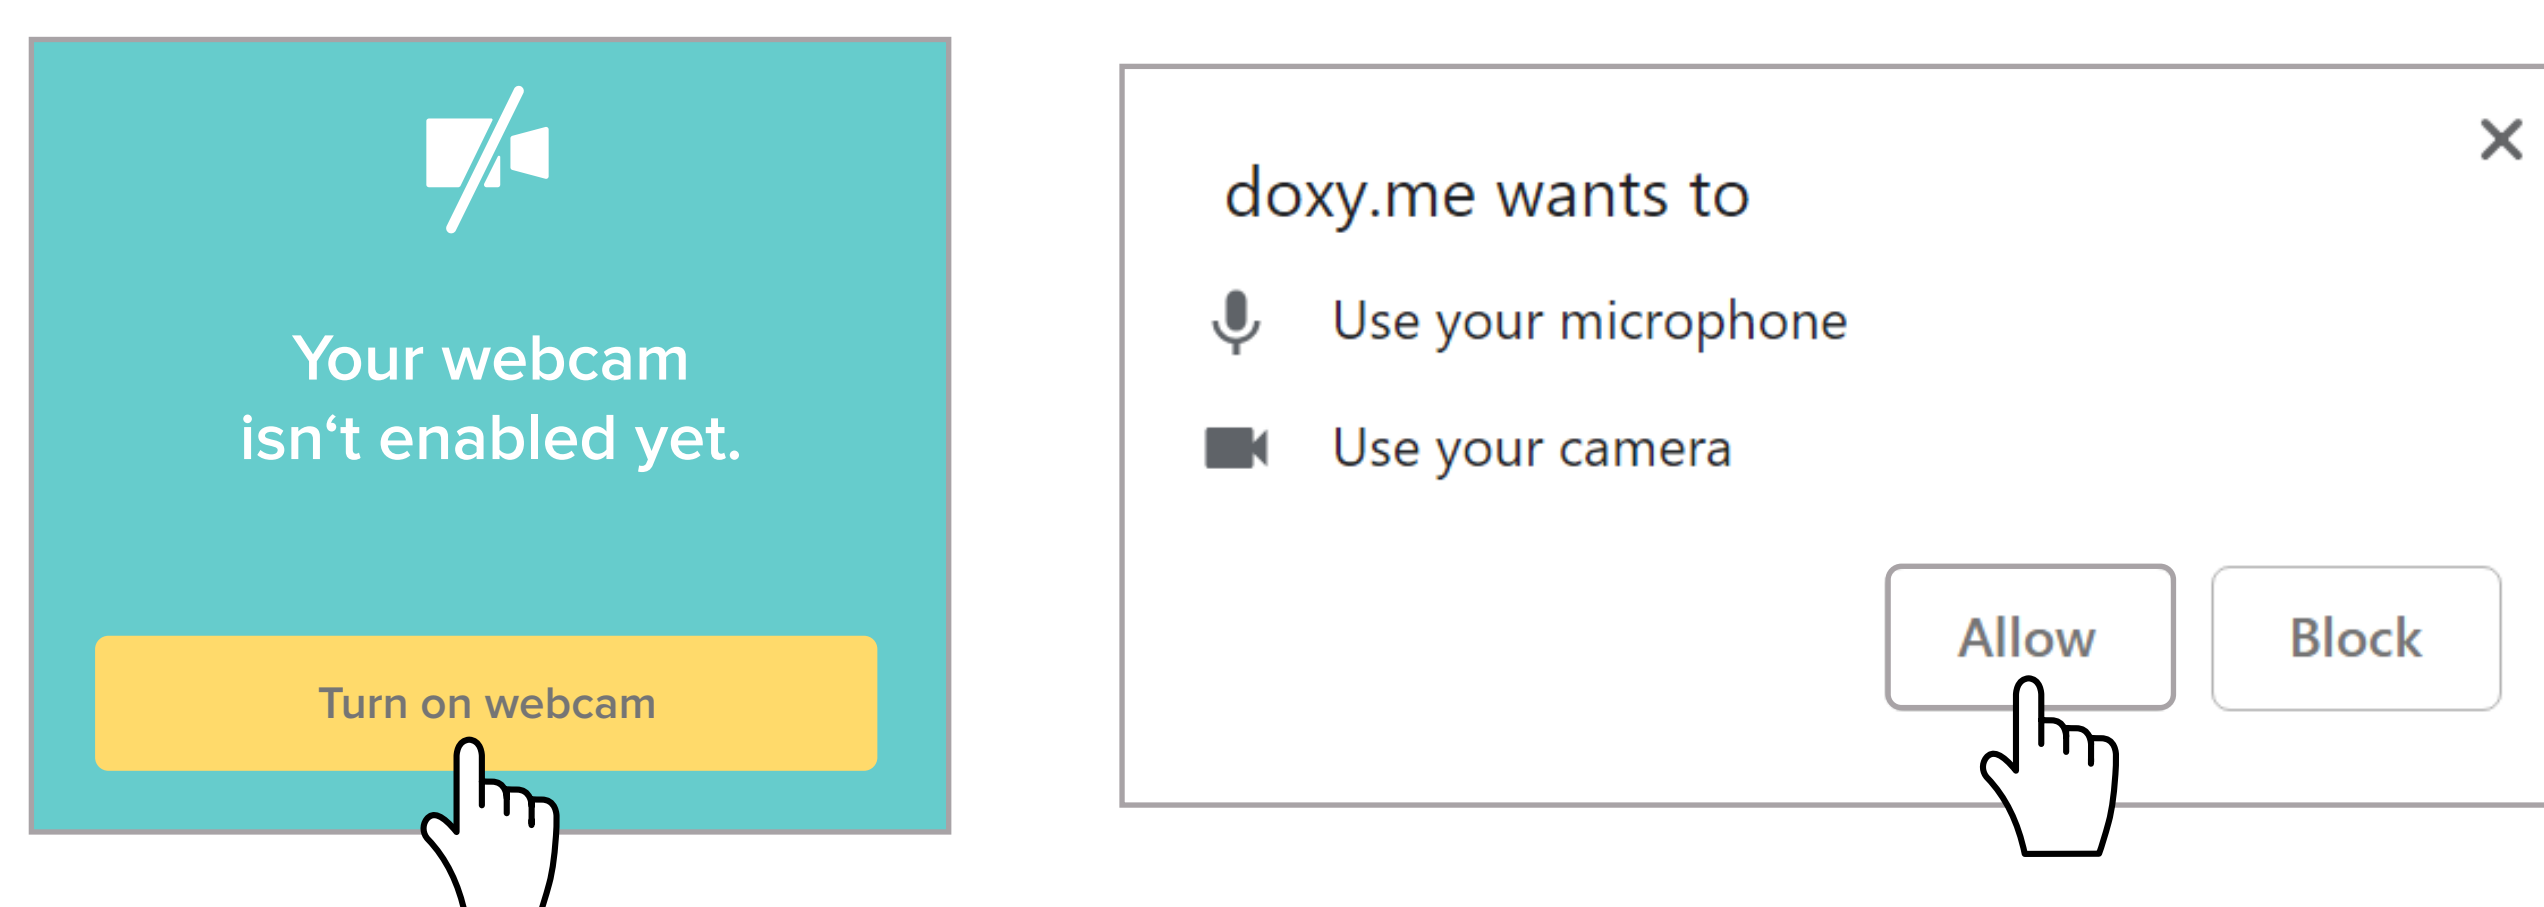 Your webcam
isn‘t enabled yet.
Turn on webcam
doxy.me wants to
Use your microphone
Use your camera
Allow
Block